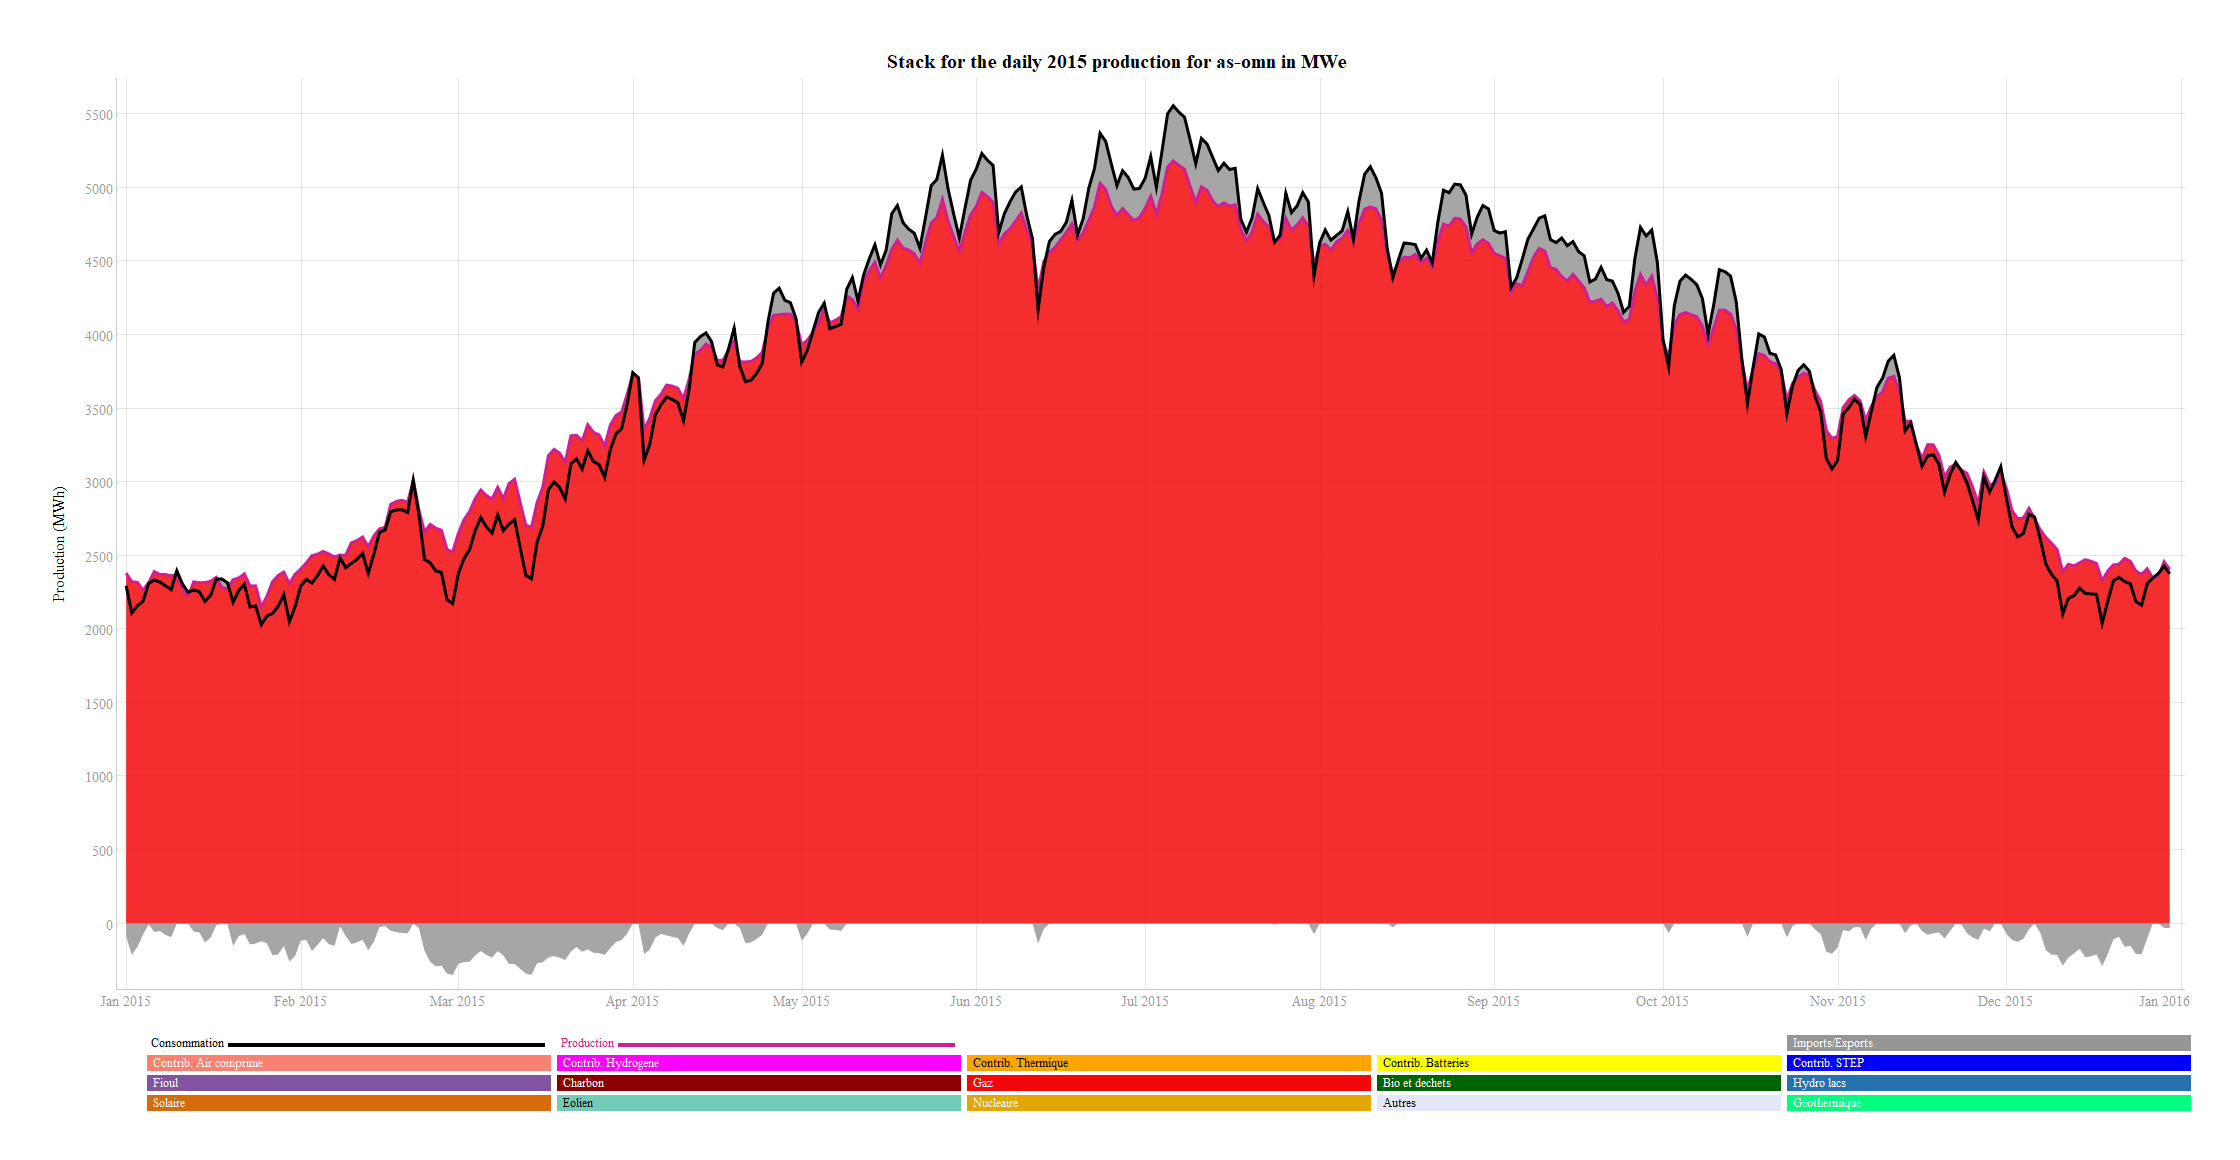 Stack for the daily 2015 production for as-omn in MWe
5500
5000
4500
4000
3500
3000
2500
2000
1500
1000
500
0
Production (MWh)
Jan 2015 Feb 2015 Mar 2015 Apr 2015 May 2015 Jun 2015 Jul 2015 Aug 2015 Sep 2015 Oct 2015 Nov 2015 Dec 2015 Jan 2016
Consommation Production Imports/Exports
Contrib. Air comprime Contrib. Hydrogene Contrib. Thermique Contrib. Batteries Contrib. STEP
Fioul Charbon Gaz Bio et dechets Hydro lacs
Solaire Eolien Nucleaire Autres Geothermique